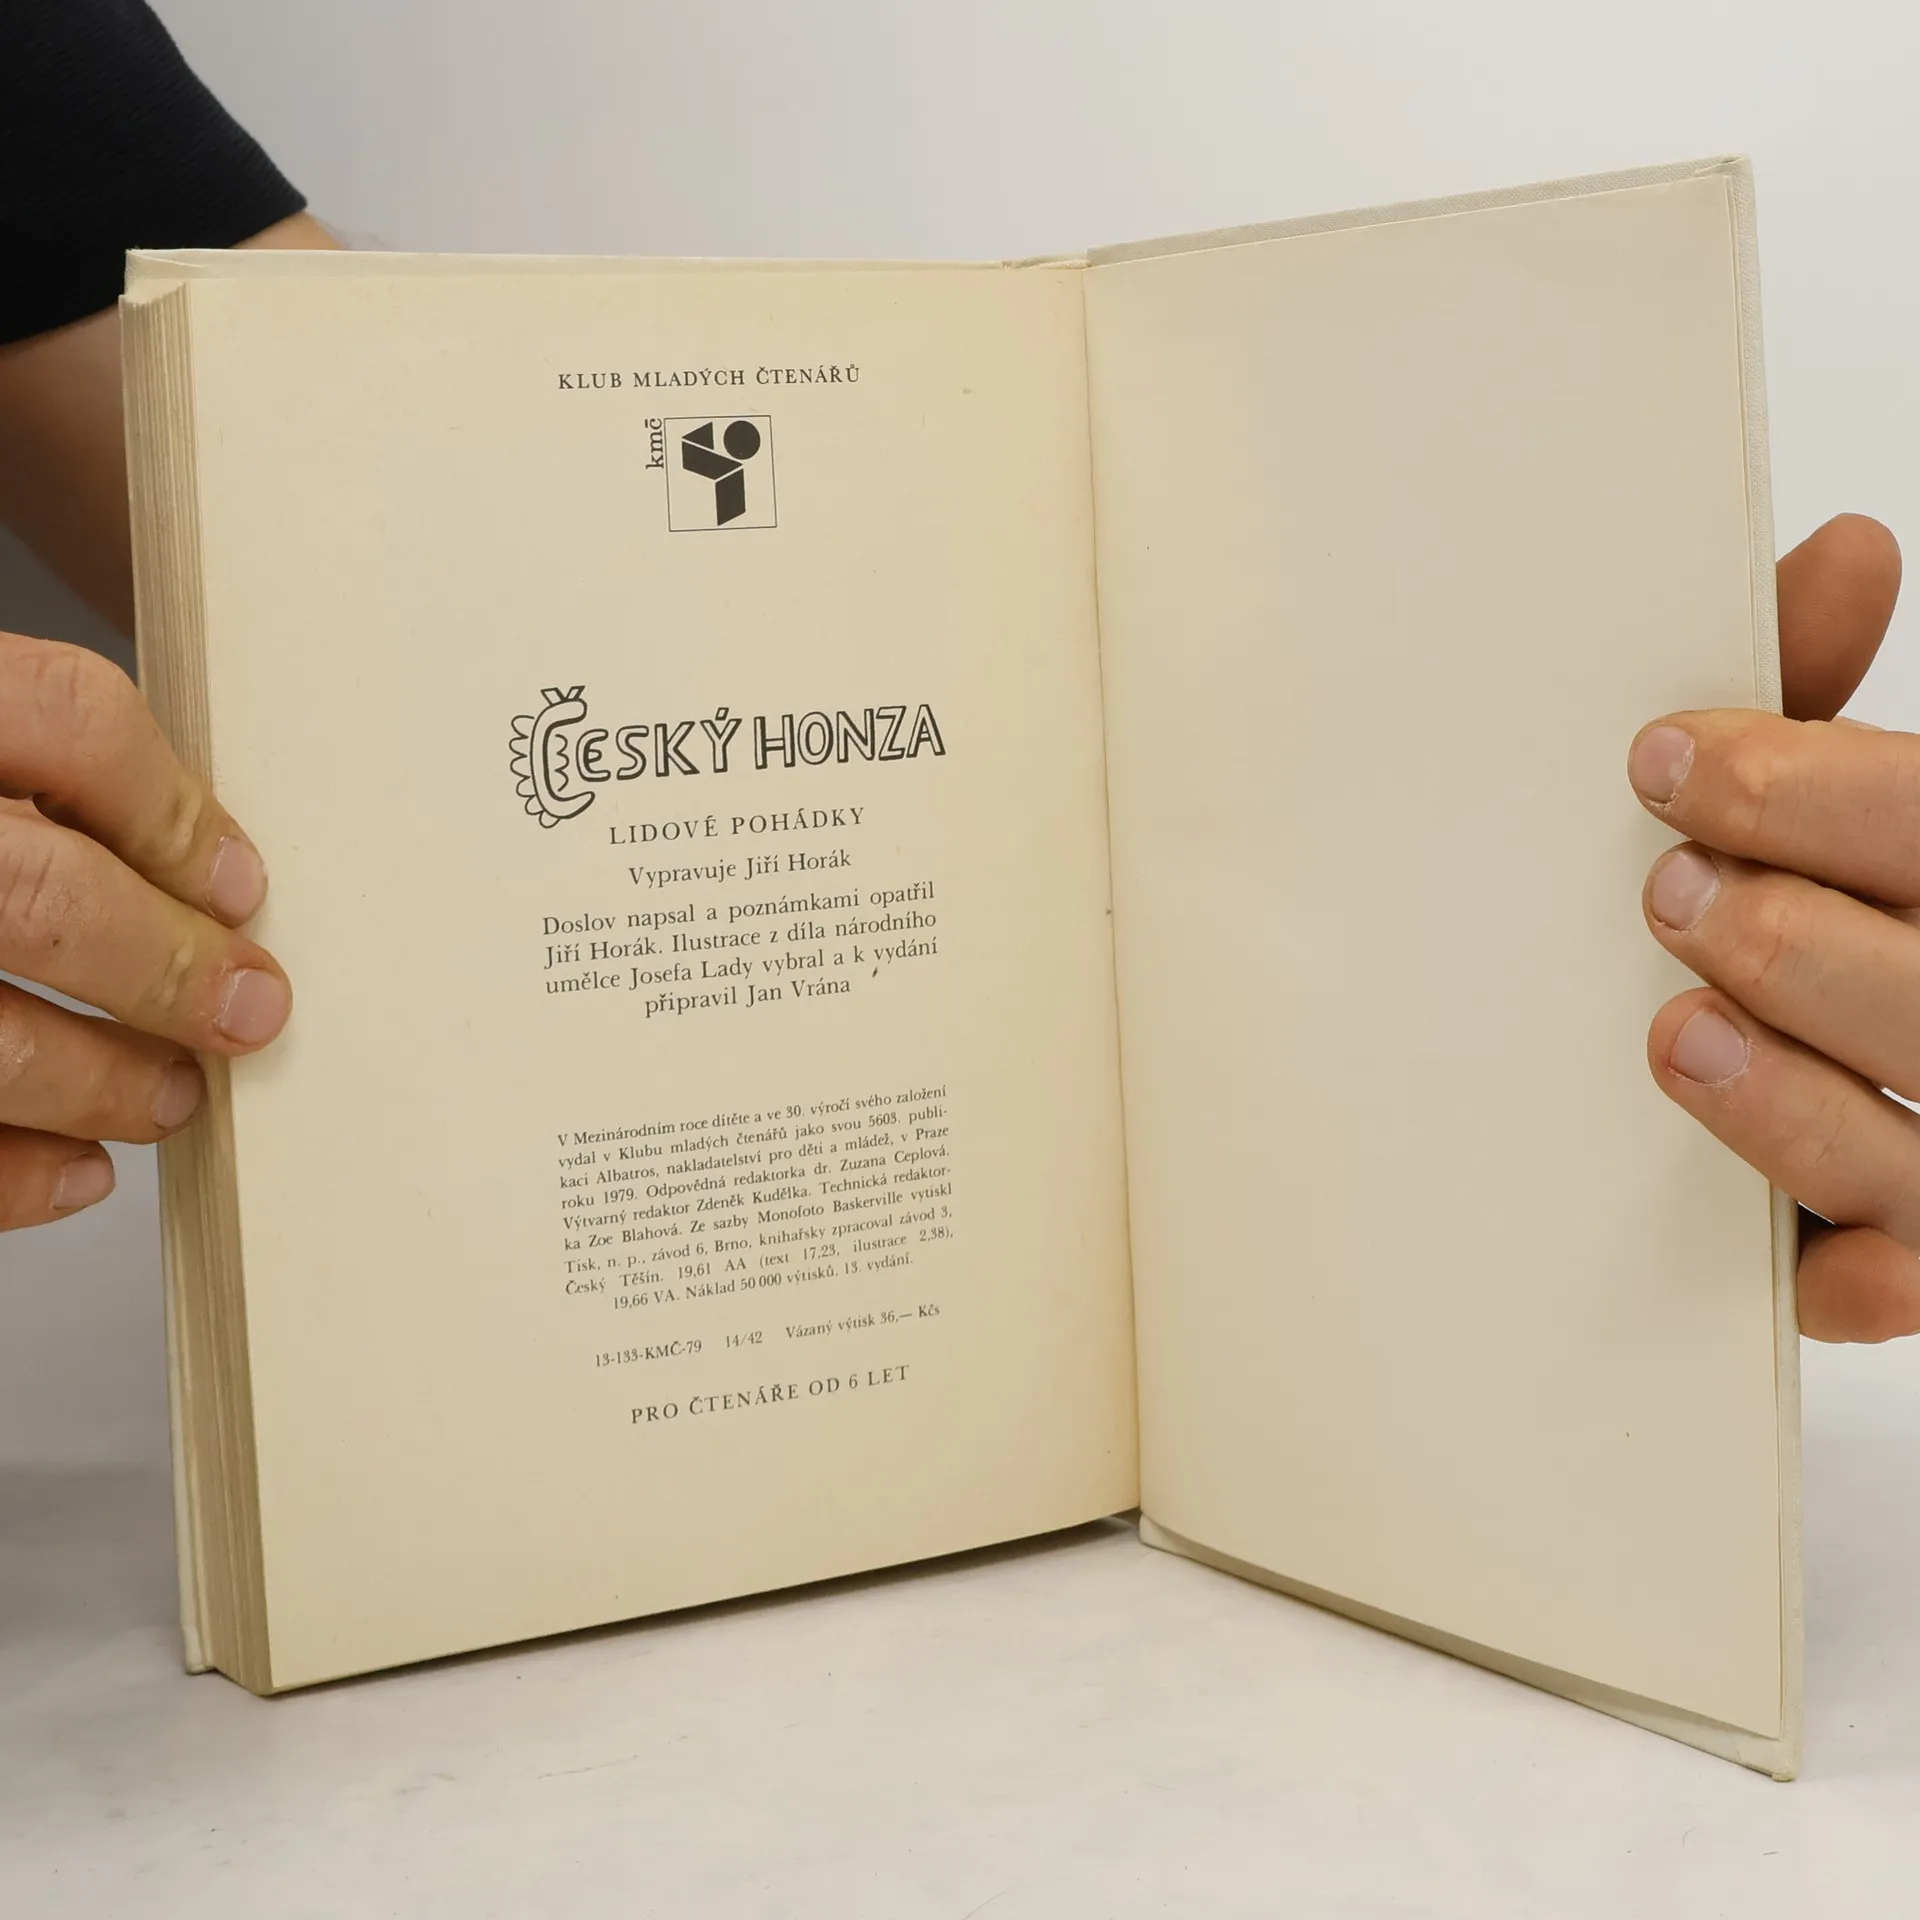 KLUB MLADÝCH ČTENÁŘŮ
kmč
ČESKÝ HONZA
LIDOVÉ POHÁDKY
Vypravuje Jiří Horák
Doslov napsal a poznámkami opatřil
Jiří Horák. Ilustrace z díla národního
umělce Josefa Lady vybral a k vydání
připravil Jan Vrána
V Mezinárodním roce dítěte a ve 30. výročí svého založení
vydal v Klubu mladých čtenářů jako svou 5603. publi-
kaci Albatros, nakladatelství pro děti a mládež, v Praze
roku 1979. Odpovědná redaktorka dr. Zuzana Ceplová.
Výtvarný redaktor Zdeněk Kudělka. Technická redaktor-
ka Zoe Blahová. Ze sazby Monofoto Baskerville vytiskl
Tisk, n. p., závod 6, Brno, knihařsky zpracoval závod 3,
Český Těšín. 19,61 AA (text 17,23, ilustrace 2,38),
19,66 VA. Náklad 50 000 výtisků. 13. vydání.
13-133-KMČ-79 14/42 Vázaný výtisk 36,— Kčs
PRO ČTENÁŘE OD 6 LET